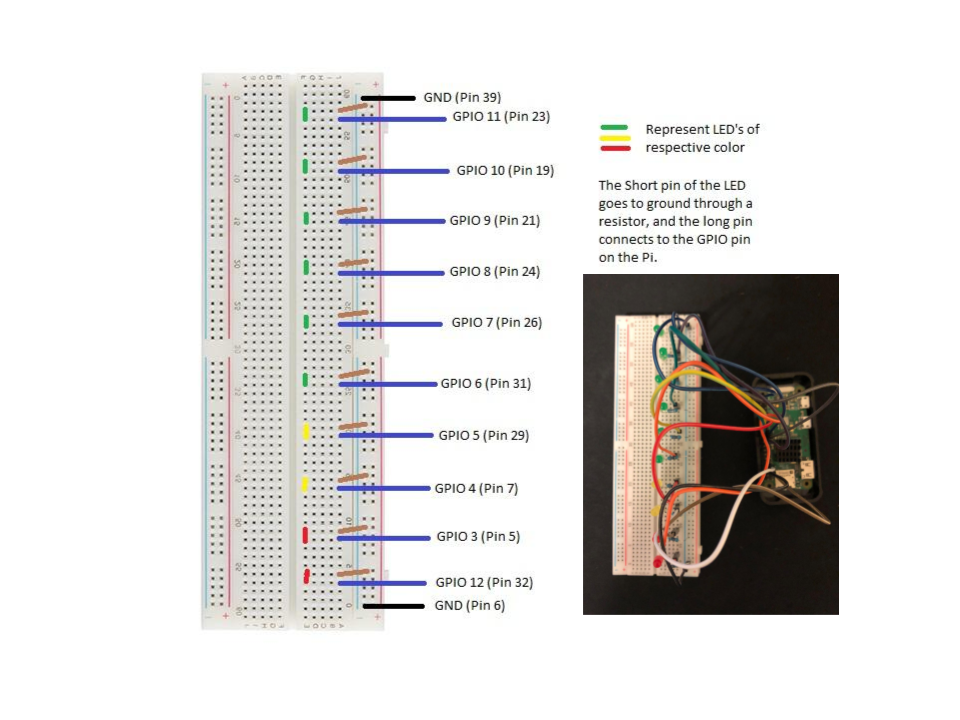 GND (Pin 39)
GPIO 11 (Pin 23)
GPIO 10 (Pin 19)
GPIO 9 (Pin 21)
GPIO 8 (Pin 24)
GPIO 7 (Pin 26)
GPIO 6 (Pin 31)
GPIO 5 (Pin 29)
GPIO 4 (Pin 7)
GPIO 3 (Pin 5)
GPIO 12 (Pin 32)
GND (Pin 6)
Represent LED's of
respective color
The Short pin of the LED
goes to ground through a
resistor, and the long pin
connects to the GPIO pin
on the Pi.